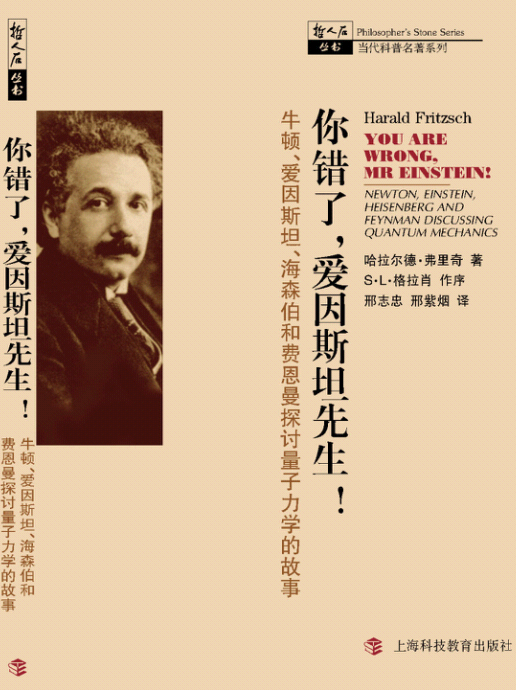 哲人石
丛书
你错了，爱因斯坦先生！
牛顿、爱因斯坦、海森伯和
费恩曼探讨量子力学的故事
哲人石
丛书
Philosopher's Stone Series
当代科普名著系列
Harald Fritzsch
YOU ARE
WRONG,
MR EINSTEIN!
NEWTON, EINSTEIN,
HEISENBERG AND
FEYNMAN DISCUSSING
QUANTUM MECHANICS
哈拉尔德·弗里奇 著
S·L·格拉肖 作序
邢志忠 邢紫烟 译
你错了，爱因斯坦先生！
牛顿、爱因斯坦、海森伯和费恩曼探讨量子力学的故事
上海科技教育出版社